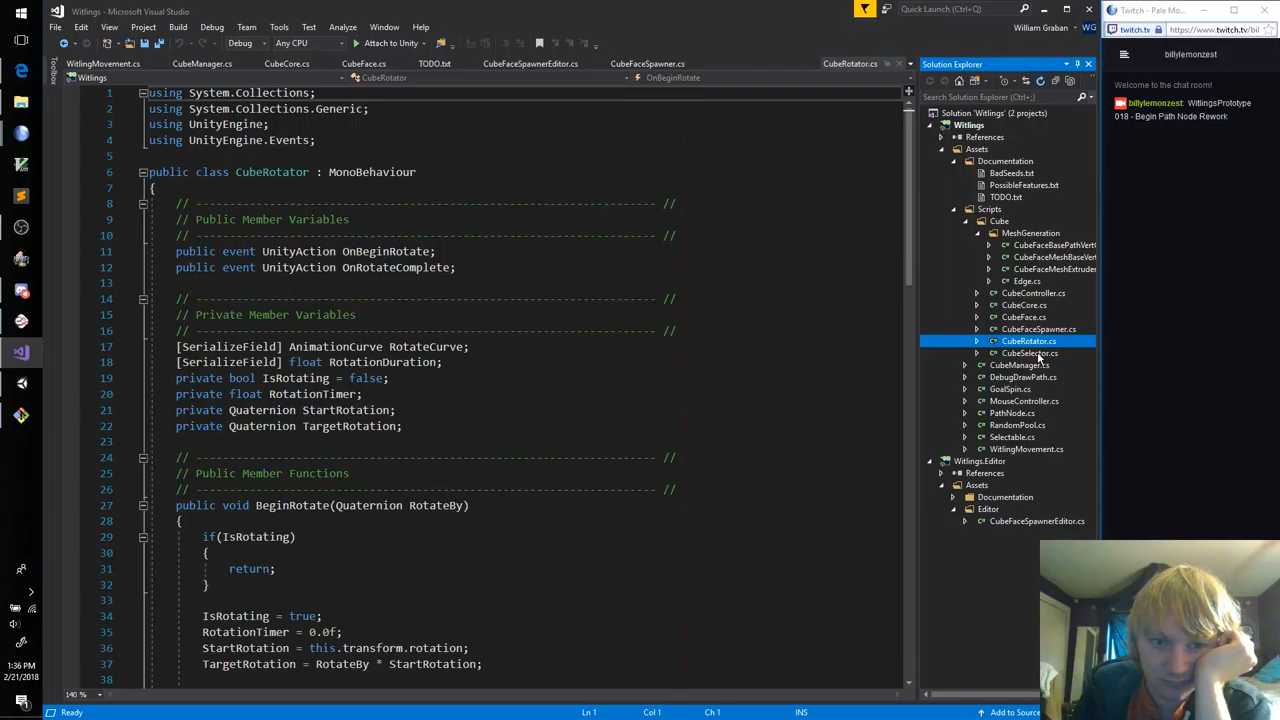 Witlings - Microsoft Visual Studio
Quick Launch (Ctrl+Q)
File Edit View Project Build Debug Team Tools Test Analyze Window Help
William Graban WG
Debug Any CPU Attach to Unity
WitlingMovement.cs CubeManager.cs CubeCore.cs CubeFace.cs TODO.txt CubeFaceSpawnerEditor.cs CubeFaceSpawner.cs CubeRotator.cs
Witlings CubeRotator OnBeginRotate
Toolbox
1 using System.Collections;
2 using System.Collections.Generic;
3 using UnityEngine;
4 using UnityEngine.Events;
5
6 public class CubeRotator : MonoBehaviour
7 {
8 // ---------------------------------------------------------------------- //
9 // Public Member Variables
10 // ---------------------------------------------------------------------- //
11 public event UnityAction OnBeginRotate;
12 public event UnityAction OnRotateComplete;
13
14 // ---------------------------------------------------------------------- //
15 // Private Member Variables
16 // ---------------------------------------------------------------------- //
17 [SerializeField] AnimationCurve RotateCurve;
18 [SerializeField] float RotationDuration;
19 private bool IsRotating = false;
20 private float RotationTimer;
21 private Quaternion StartRotation;
22 private Quaternion TargetRotation;
23
24 // ---------------------------------------------------------------------- //
25 // Public Member Functions
26 // ---------------------------------------------------------------------- //
27 public void BeginRotate(Quaternion RotateBy)
28 {
29 if(IsRotating)
30 {
31 return;
32 }
33
34 IsRotating = true;
35 RotationTimer = 0.0f;
36 StartRotation = this.transform.rotation;
37 TargetRotation = RotateBy * StartRotation;
38
140 %
Ready Ln 1 Col 1 Ch 1 INS Add to Source
Solution Explorer
Search Solution Explorer (Ctrl+;)
Solution 'Witlings' (2 projects)
Witlings
References
Assets
Documentation
BadSeeds.txt
PossibleFeatures.txt
TODO.txt
Scripts
Cube
MeshGeneration
CubeFaceBasePathVert
CubeFaceMeshBaseVer
CubeFaceMeshExtruder
Edge.cs
CubeController.cs
CubeCore.cs
CubeFace.cs
CubeFaceSpawner.cs
CubeRotator.cs
CubeSelector.cs
CubeManager.cs
DebugDrawPath.cs
GoalSpin.cs
MouseController.cs
PathNode.cs
RandomPool.cs
Selectable.cs
WitlingMovement.cs
Witlings.Editor
References
Assets
Documentation
Editor
CubeFaceSpawnerEditor.cs
Twitch - Pale Mo...
twitch.tv https://www.twitch.tv/bil
billylemonzest
Welcome to the chat room!
billylemonzest: WitlingsPrototype
018 - Begin Path Node Rework
1:36 PM
2/21/2018